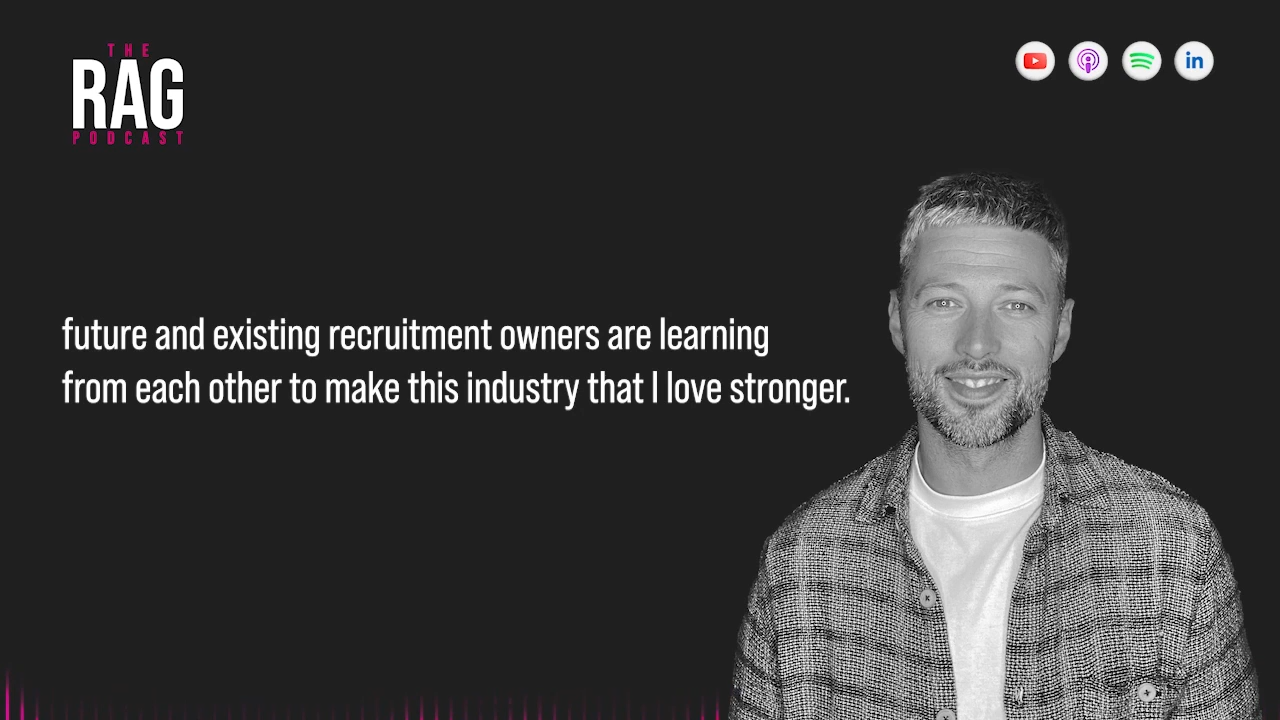 THE
RAG
PODCAST
in
future and existing recruitment owners are learning
from each other to make this industry that I love stronger.